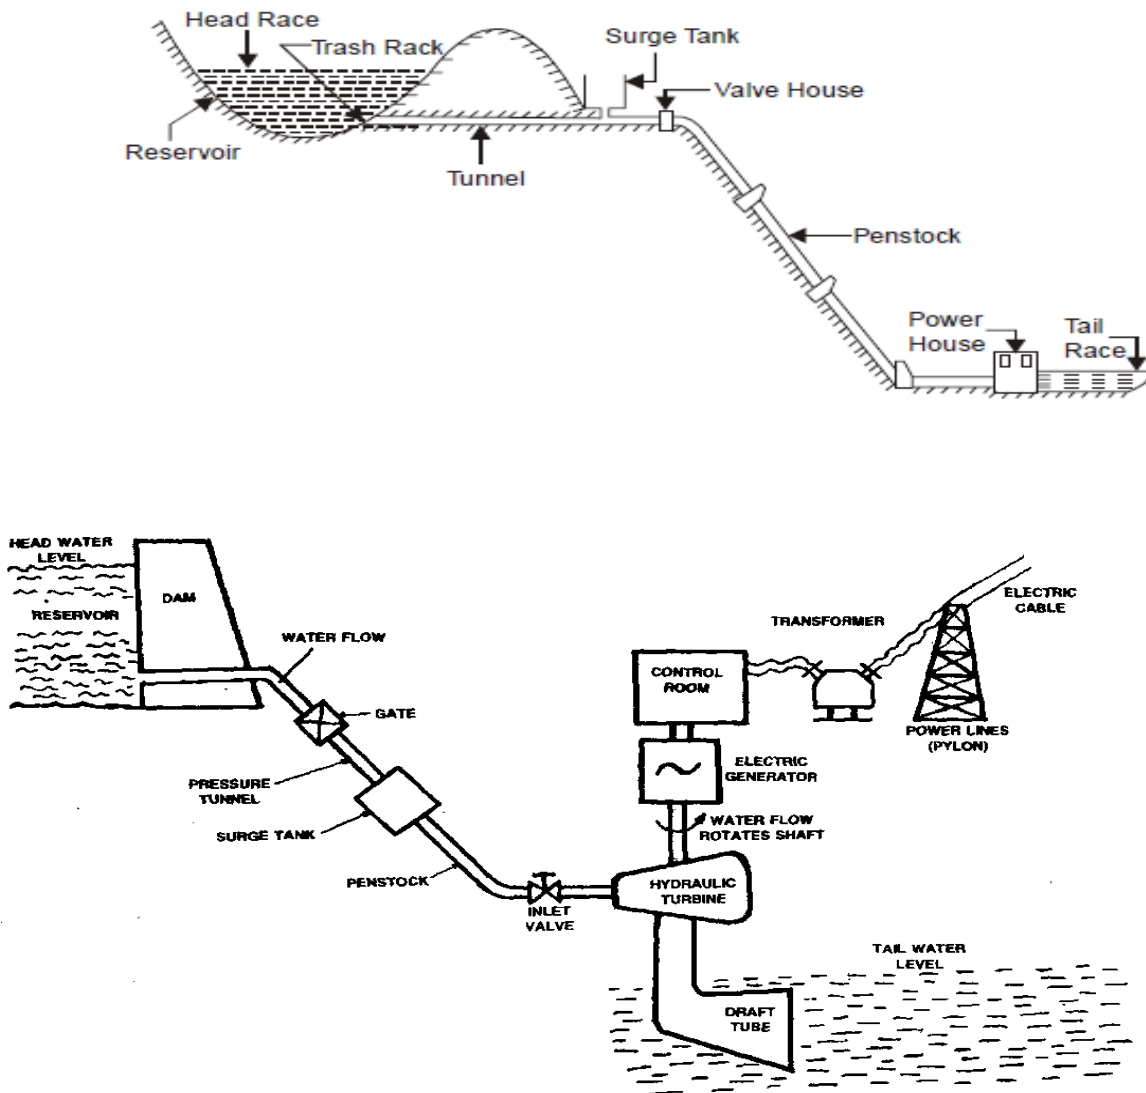 Head Race
Trash Rack
Surge Tank
Valve House
Reservoir
Tunnel
Penstock
Power
House
Tail
Race
HEAD WATER
LEVEL
DAM
RESERVOIR
WATER FLOW
GATE
PRESSURE
TUNNEL
SURGE TANK
PENSTOCK
INLET
VALVE
HYDRAULIC
TURBINE
WATER FLOW
ROTATES SHAFT
ELECTRIC
GENERATOR
CONTROL
ROOM
TRANSFORMER
ELECTRIC
CABLE
POWER LINES
(PYLON)
TAIL WATER
LEVEL
DRAFT
TUBE